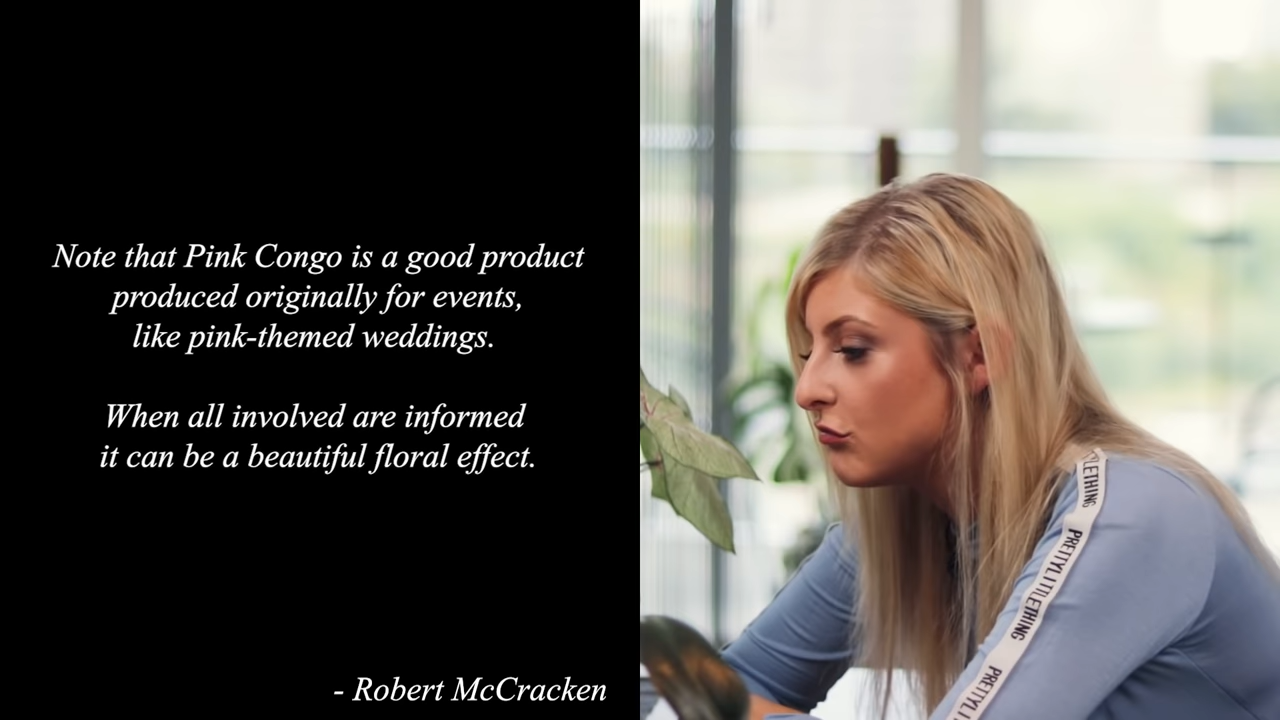 Note that Pink Congo is a good product
produced originally for events,
like pink-themed weddings.
When all involved are informed
it can be a beautiful floral effect.
- Robert McCracken
LETHING
PRETTYLITTLETHING
PRETTYLI